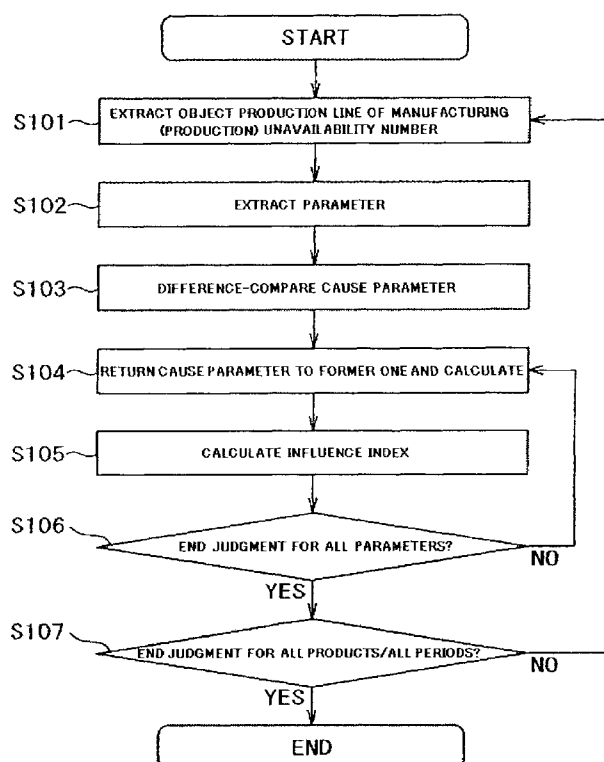 START
S101
EXTRACT OBJECT PRODUCTION LINE OF MANUFACTURING
(PRODUCTION) UNAVAILABILITY NUMBER
S102
EXTRACT PARAMETER
S103
DIFFERENCE-COMPARE CAUSE PARAMETER
S104
RETURN CAUSE PARAMETER TO FORMER ONE AND CALCULATE
S105
CALCULATE INFLUENCE INDEX
S106
END JUDGMENT FOR ALL PARAMETERS?
NO
YES
S107
END JUDGMENT FOR ALL PRODUCTS/ALL PERIODS?
NO
YES
END